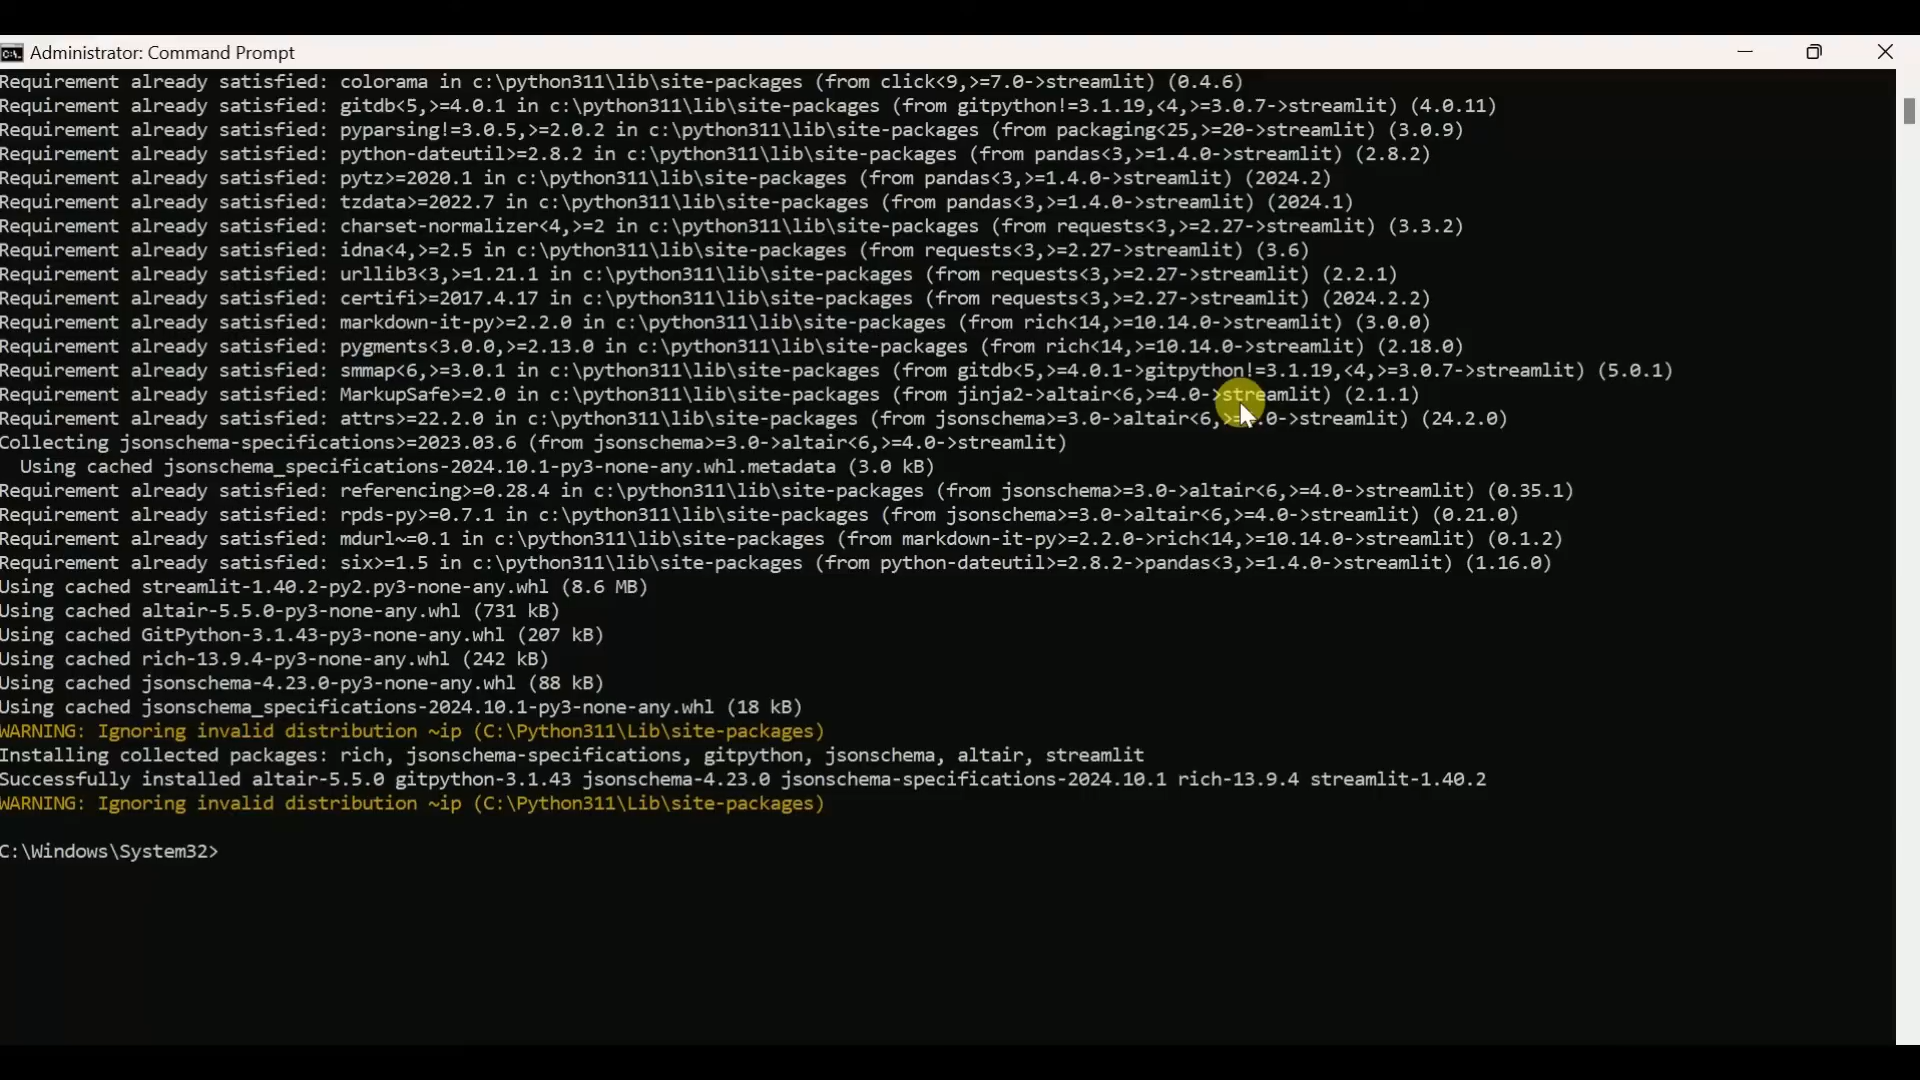 Administrator: Command Prompt
Requirement already satisfied: colorama in c:\python311\lib\site-packages (from click<9,>=7.0->streamlit) (0.4.6)
Requirement already satisfied: gitdb<5,>=4.0.1 in c:\python311\lib\site-packages (from gitpython!=3.1.19,<4,>=3.0.7->streamlit) (4.0.11)
Requirement already satisfied: pyparsing!=3.0.5,>=2.0.2 in c:\python311\lib\site-packages (from packaging<25,>=20->streamlit) (3.0.9)
Requirement already satisfied: python-dateutil>=2.8.2 in c:\python311\lib\site-packages (from pandas<3,>=1.4.0->streamlit) (2.8.2)
Requirement already satisfied: pytz>=2020.1 in c:\python311\lib\site-packages (from pandas<3,>=1.4.0->streamlit) (2024.2)
Requirement already satisfied: tzdata>=2022.7 in c:\python311\lib\site-packages (from pandas<3,>=1.4.0->streamlit) (2024.1)
Requirement already satisfied: charset-normalizer<4,>=2 in c:\python311\lib\site-packages (from requests<3,>=2.27->streamlit) (3.3.2)
Requirement already satisfied: idna<4,>=2.5 in c:\python311\lib\site-packages (from requests<3,>=2.27->streamlit) (3.6)
Requirement already satisfied: urllib3<3,>=1.21.1 in c:\python311\lib\site-packages (from requests<3,>=2.27->streamlit) (2.2.1)
Requirement already satisfied: certifi>=2017.4.17 in c:\python311\lib\site-packages (from requests<3,>=2.27->streamlit) (2024.2.2)
Requirement already satisfied: markdown-it-py>=2.2.0 in c:\python311\lib\site-packages (from rich<14,>=10.14.0->streamlit) (3.0.0)
Requirement already satisfied: pygments<3.0.0,>=2.13.0 in c:\python311\lib\site-packages (from rich<14,>=10.14.0->streamlit) (2.18.0)
Requirement already satisfied: smmap<6,>=3.0.1 in c:\python311\lib\site-packages (from gitdb<5,>=4.0.1->gitpython!=3.1.19,<4,>=3.0.7->streamlit) (5.0.1)
Requirement already satisfied: MarkupSafe>=2.0 in c:\python311\lib\site-packages (from jinja2->altair<6,>=4.0->streamlit) (2.1.1)
Requirement already satisfied: attrs>=22.2.0 in c:\python311\lib\site-packages (from jsonschema>=3.0->altair<6,>=4.0->streamlit) (24.2.0)
Collecting jsonschema-specifications>=2023.03.6 (from jsonschema>=3.0->altair<6,>=4.0->streamlit)
Using cached jsonschema_specifications-2024.10.1-py3-none-any.whl.metadata (3.0 kB)
Requirement already satisfied: referencing>=0.28.4 in c:\python311\lib\site-packages (from jsonschema>=3.0->altair<6,>=4.0->streamlit) (0.35.1)
Requirement already satisfied: rpds-py>=0.7.1 in c:\python311\lib\site-packages (from jsonschema>=3.0->altair<6,>=4.0->streamlit) (0.21.0)
Requirement already satisfied: mdurl~=0.1 in c:\python311\lib\site-packages (from markdown-it-py>=2.2.0->rich<14,>=10.14.0->streamlit) (0.1.2)
Requirement already satisfied: six>=1.5 in c:\python311\lib\site-packages (from python-dateutil>=2.8.2->pandas<3,>=1.4.0->streamlit) (1.16.0)
Using cached streamlit-1.40.2-py2.py3-none-any.whl (8.6 MB)
Using cached altair-5.5.0-py3-none-any.whl (731 kB)
Using cached GitPython-3.1.43-py3-none-any.whl (207 kB)
Using cached rich-13.9.4-py3-none-any.whl (242 kB)
Using cached jsonschema-4.23.0-py3-none-any.whl (88 kB)
Using cached jsonschema_specifications-2024.10.1-py3-none-any.whl (18 kB)
WARNING: Ignoring invalid distribution ~ip (C:\Python311\Lib\site-packages)
Installing collected packages: rich, jsonschema-specifications, gitpython, jsonschema, altair, streamlit
Successfully installed altair-5.5.0 gitpython-3.1.43 jsonschema-4.23.0 jsonschema-specifications-2024.10.1 rich-13.9.4 streamlit-1.40.2
WARNING: Ignoring invalid distribution ~ip (C:\Python311\Lib\site-packages)
C:\Windows\System32>